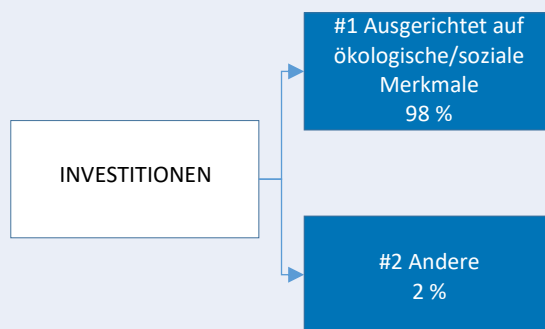 #1 Ausgerichtet auf
ökologische/soziale
Merkmale
98 %
INVESTITIONEN
#2 Andere
2 %